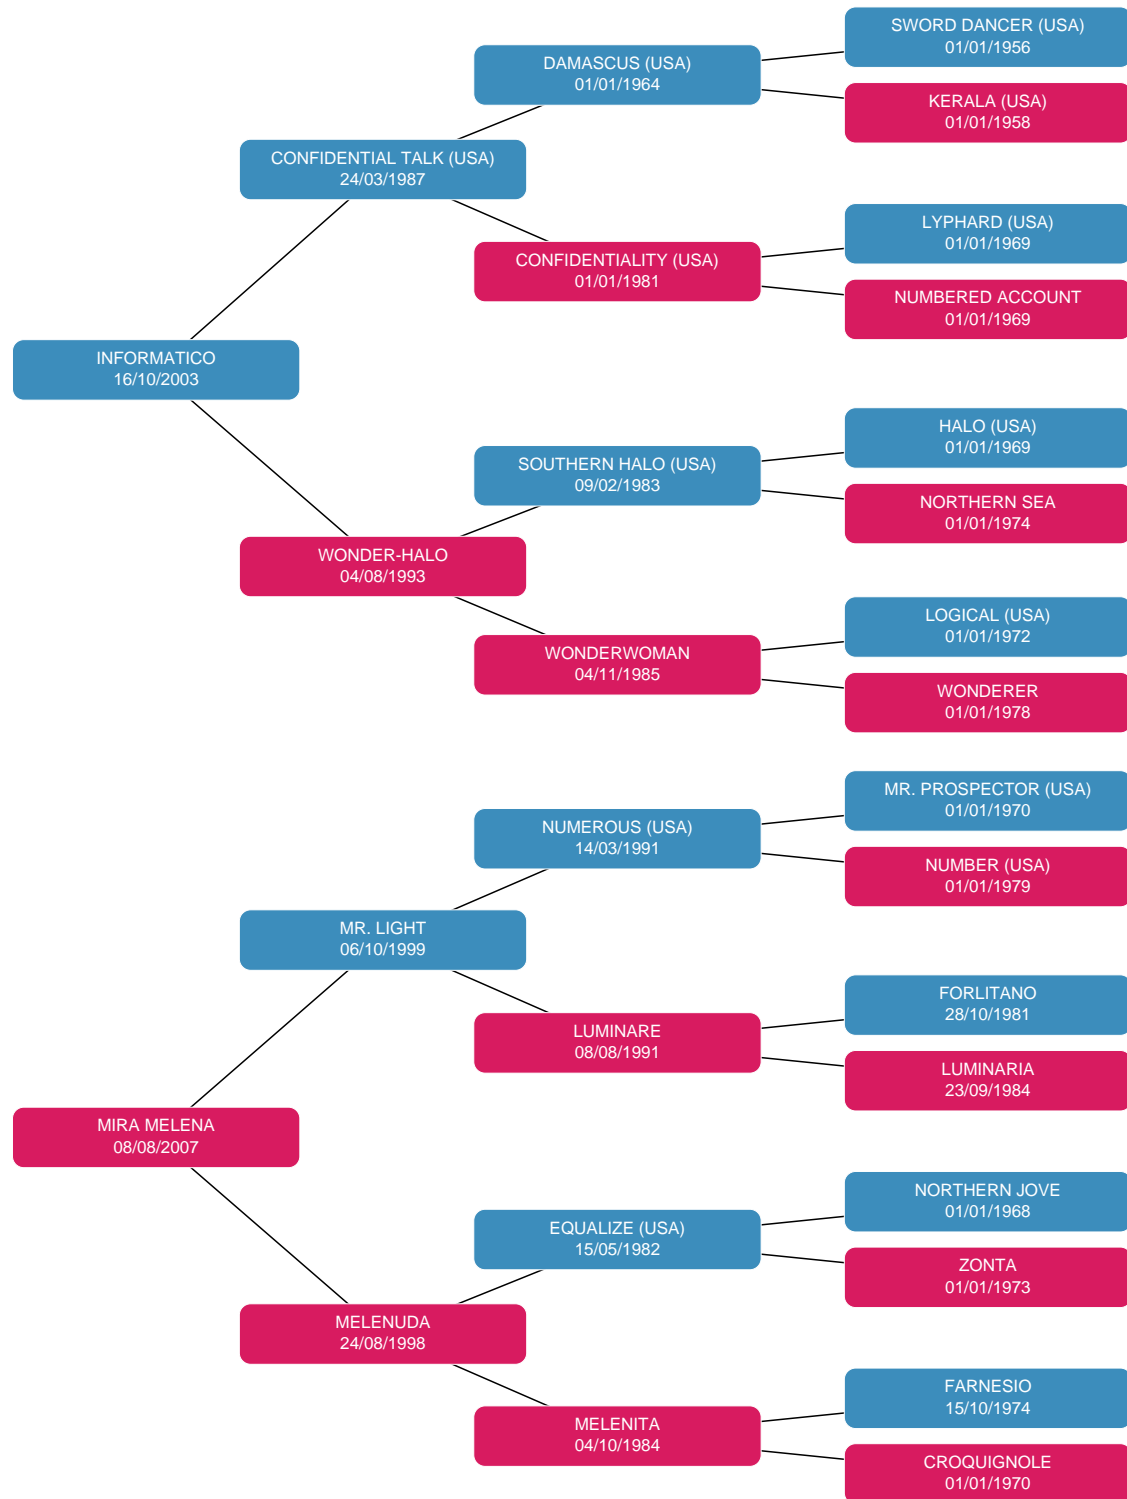 SWORD DANCER (USA)
01/01/1956
DAMASCUS (USA)
01/01/1964
KERALA (USA)
01/01/1958
CONFIDENTIAL TALK (USA)
24/03/1987
LYPHARD (USA)
01/01/1969
CONFIDENTIALITY (USA)
01/01/1981
NUMBERED ACCOUNT
01/01/1969
INFORMATICO
16/10/2003
HALO (USA)
01/01/1969
SOUTHERN HALO (USA)
09/02/1983
NORTHERN SEA
01/01/1974
WONDER-HALO
04/08/1993
LOGICAL (USA)
01/01/1972
WONDERWOMAN
04/11/1985
WONDERER
01/01/1978
MR. PROSPECTOR (USA)
01/01/1970
NUMEROUS (USA)
14/03/1991
NUMBER (USA)
01/01/1979
MR. LIGHT
06/10/1999
FORLITANO
28/10/1981
LUMINARE
08/08/1991
LUMINARIA
23/09/1984
MIRA MELENA
08/08/2007
NORTHERN JOVE
01/01/1968
EQUALIZE (USA)
15/05/1982
ZONTA
01/01/1973
MELENUDA
24/08/1998
FARNESIO
15/10/1974
MELENITA
04/10/1984
CROQUIGNOLE
01/01/1970